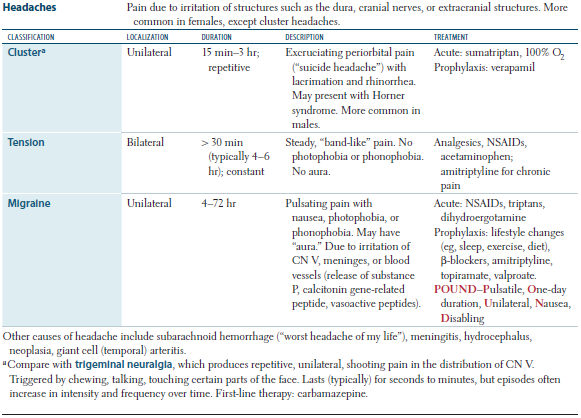 Headaches
Pain due to irritation of structures such as the dura, cranial nerves, or extracranial structures. More
common in females, except cluster headaches.
CLASSIFICATION LOCALIZATION DURATION DESCRIPTION TREATMENT
Clusterª Unilateral 15 min–3 hr;
repetitive
Excruciating periorbital pain
(“suicide headache”) with
lacrimation and rhinorrhea.
May present with Horner
syndrome. More common in
males.
Acute: sumatriptan, 100% O₂
Prophylaxis: verapamil
Tension Bilateral > 30 min
(typically 4–6
hr); constant
Steady, “band-like” pain. No
photophobia or phonophobia.
No aura.
Analgesics, NSAIDs,
acetaminophen;
amitriptyline for chronic
pain
Migraine Unilateral 4–72 hr
Pulsating pain with
nausea, photophobia, or
phonophobia. May have
“aura.” Due to irritation of
CN V, meninges, or blood
vessels (release of substance
P, calcitonin gene-related
peptide, vasoactive peptides).
Acute: NSAIDs, triptans,
dihydroergotamine
Prophylaxis: lifestyle changes
(eg, sleep, exercise, diet),
β-blockers, amitriptyline,
topiramate, valproate.
POUND–Pulsatile, One-day
duration, Unilateral, Nausea,
Disabling
Other causes of headache include subarachnoid hemorrhage (“worst headache of my life”), meningitis, hydrocephalus,
neoplasia, giant cell (temporal) arteritis.
ªCompare with trigeminal neuralgia, which produces repetitive, unilateral, shooting pain in the distribution of CN V.
Triggered by chewing, talking, touching certain parts of the face. Lasts (typically) for seconds to minutes, but episodes often
increase in intensity and frequency over time. First-line therapy: carbamazepine.